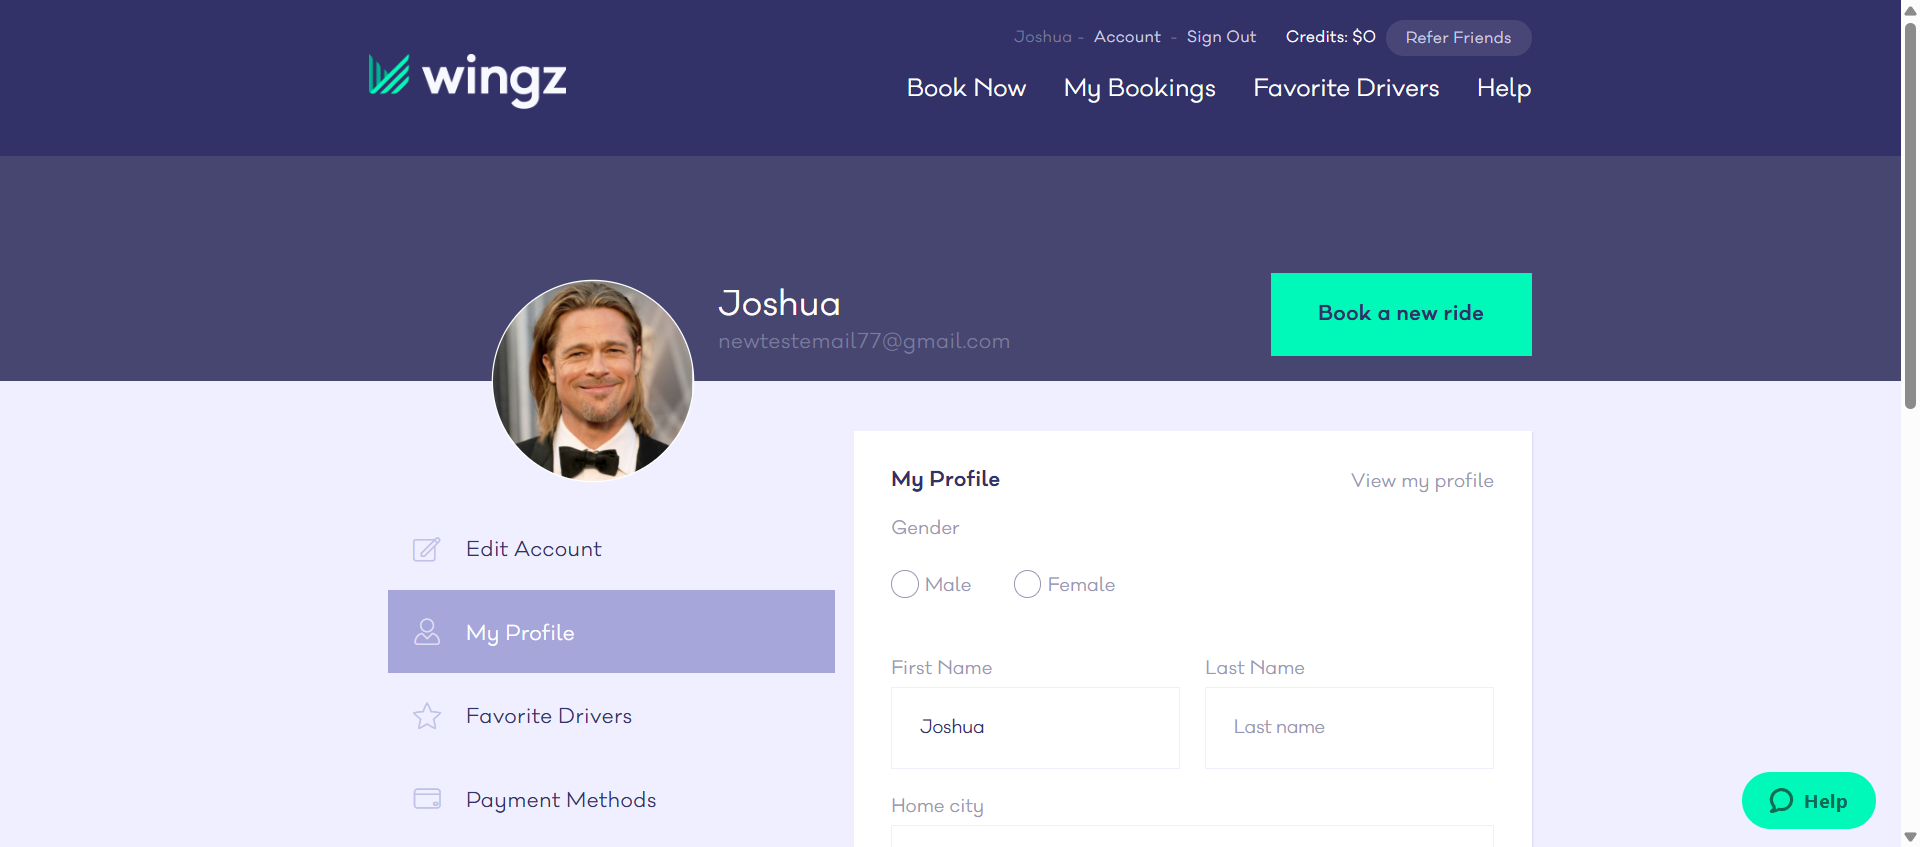 Joshua - Account - Sign Out Credits: $0 Refer Friends
wingz
Book Now My Bookings Favorite Drivers Help
Joshua
newtestemail77@gmail.com
Book a new ride
Edit Account
My Profile
Favorite Drivers
Payment Methods
My Profile View my profile
Gender
Male Female
First Name Last Name
Joshua Last name
Home city
Help